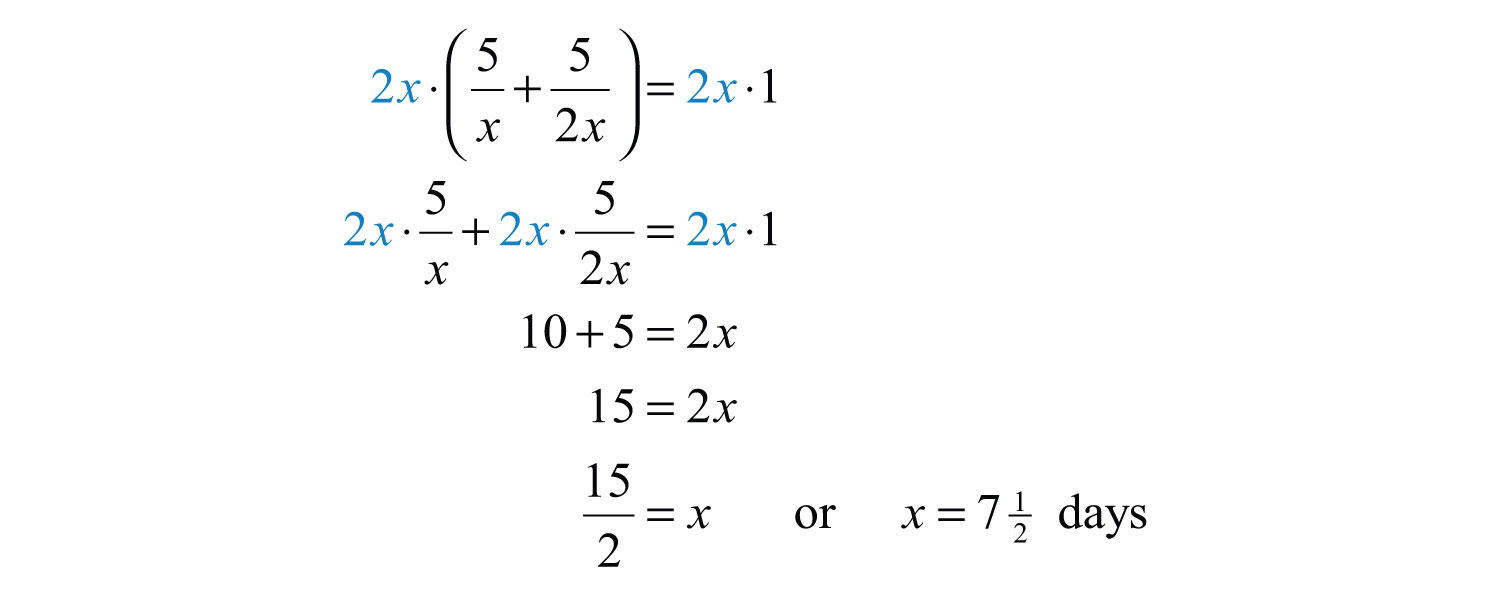 2x · (5/x + 5/2x) = 2x · 1
2x · 5/x + 2x · 5/2x = 2x · 1
10 + 5 = 2x
15 = 2x
15/2 = x or x = 7 1/2 days